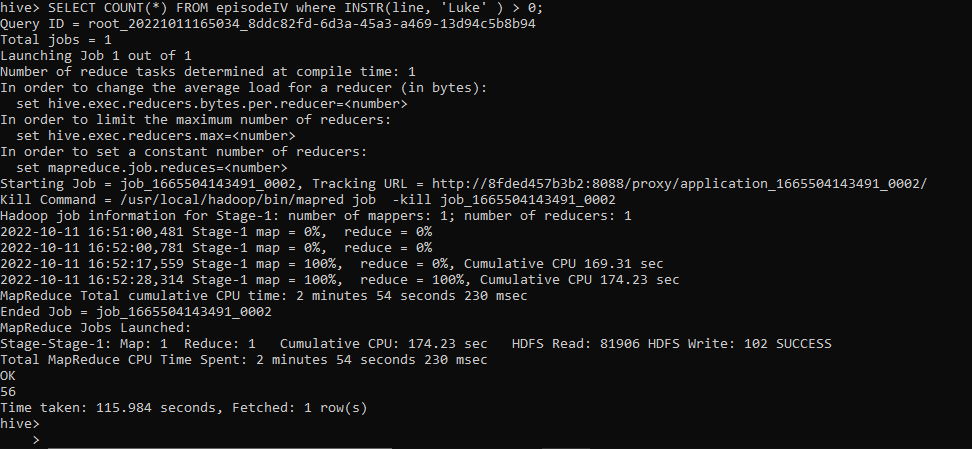 hive> SELECT COUNT(*) FROM episodeIV where INSTR(line, 'Luke' ) > 0;
Query ID = root_20221011165034_8ddc82fd-6d3a-45a3-a469-13d94c5b8b94
Total jobs = 1
Launching Job 1 out of 1
Number of reduce tasks determined at compile time: 1
In order to change the average load for a reducer (in bytes):
  set hive.exec.reducers.bytes.per.reducer=<number>
In order to limit the maximum number of reducers:
  set hive.exec.reducers.max=<number>
In order to set a constant number of reducers:
  set mapreduce.job.reduces=<number>
Starting Job = job_1665504143491_0002, Tracking URL = http://8fded457b3b2:8088/proxy/application_1665504143491_0002/
Kill Command = /usr/local/hadoop/bin/mapred job  -kill job_1665504143491_0002
Hadoop job information for Stage-1: number of mappers: 1; number of reducers: 1
2022-10-11 16:51:00,481 Stage-1 map = 0%,  reduce = 0%
2022-10-11 16:52:00,781 Stage-1 map = 0%,  reduce = 0%
2022-10-11 16:52:17,559 Stage-1 map = 100%,  reduce = 0%, Cumulative CPU 169.31 sec
2022-10-11 16:52:28,314 Stage-1 map = 100%,  reduce = 100%, Cumulative CPU 174.23 sec
MapReduce Total cumulative CPU time: 2 minutes 54 seconds 230 msec
Ended Job = job_1665504143491_0002
MapReduce Jobs Launched:
Stage-Stage-1: Map: 1  Reduce: 1   Cumulative CPU: 174.23 sec   HDFS Read: 81906 HDFS Write: 102 SUCCESS
Total MapReduce CPU Time Spent: 2 minutes 54 seconds 230 msec
OK
56
Time taken: 115.984 seconds, Fetched: 1 row(s)
hive>
    >